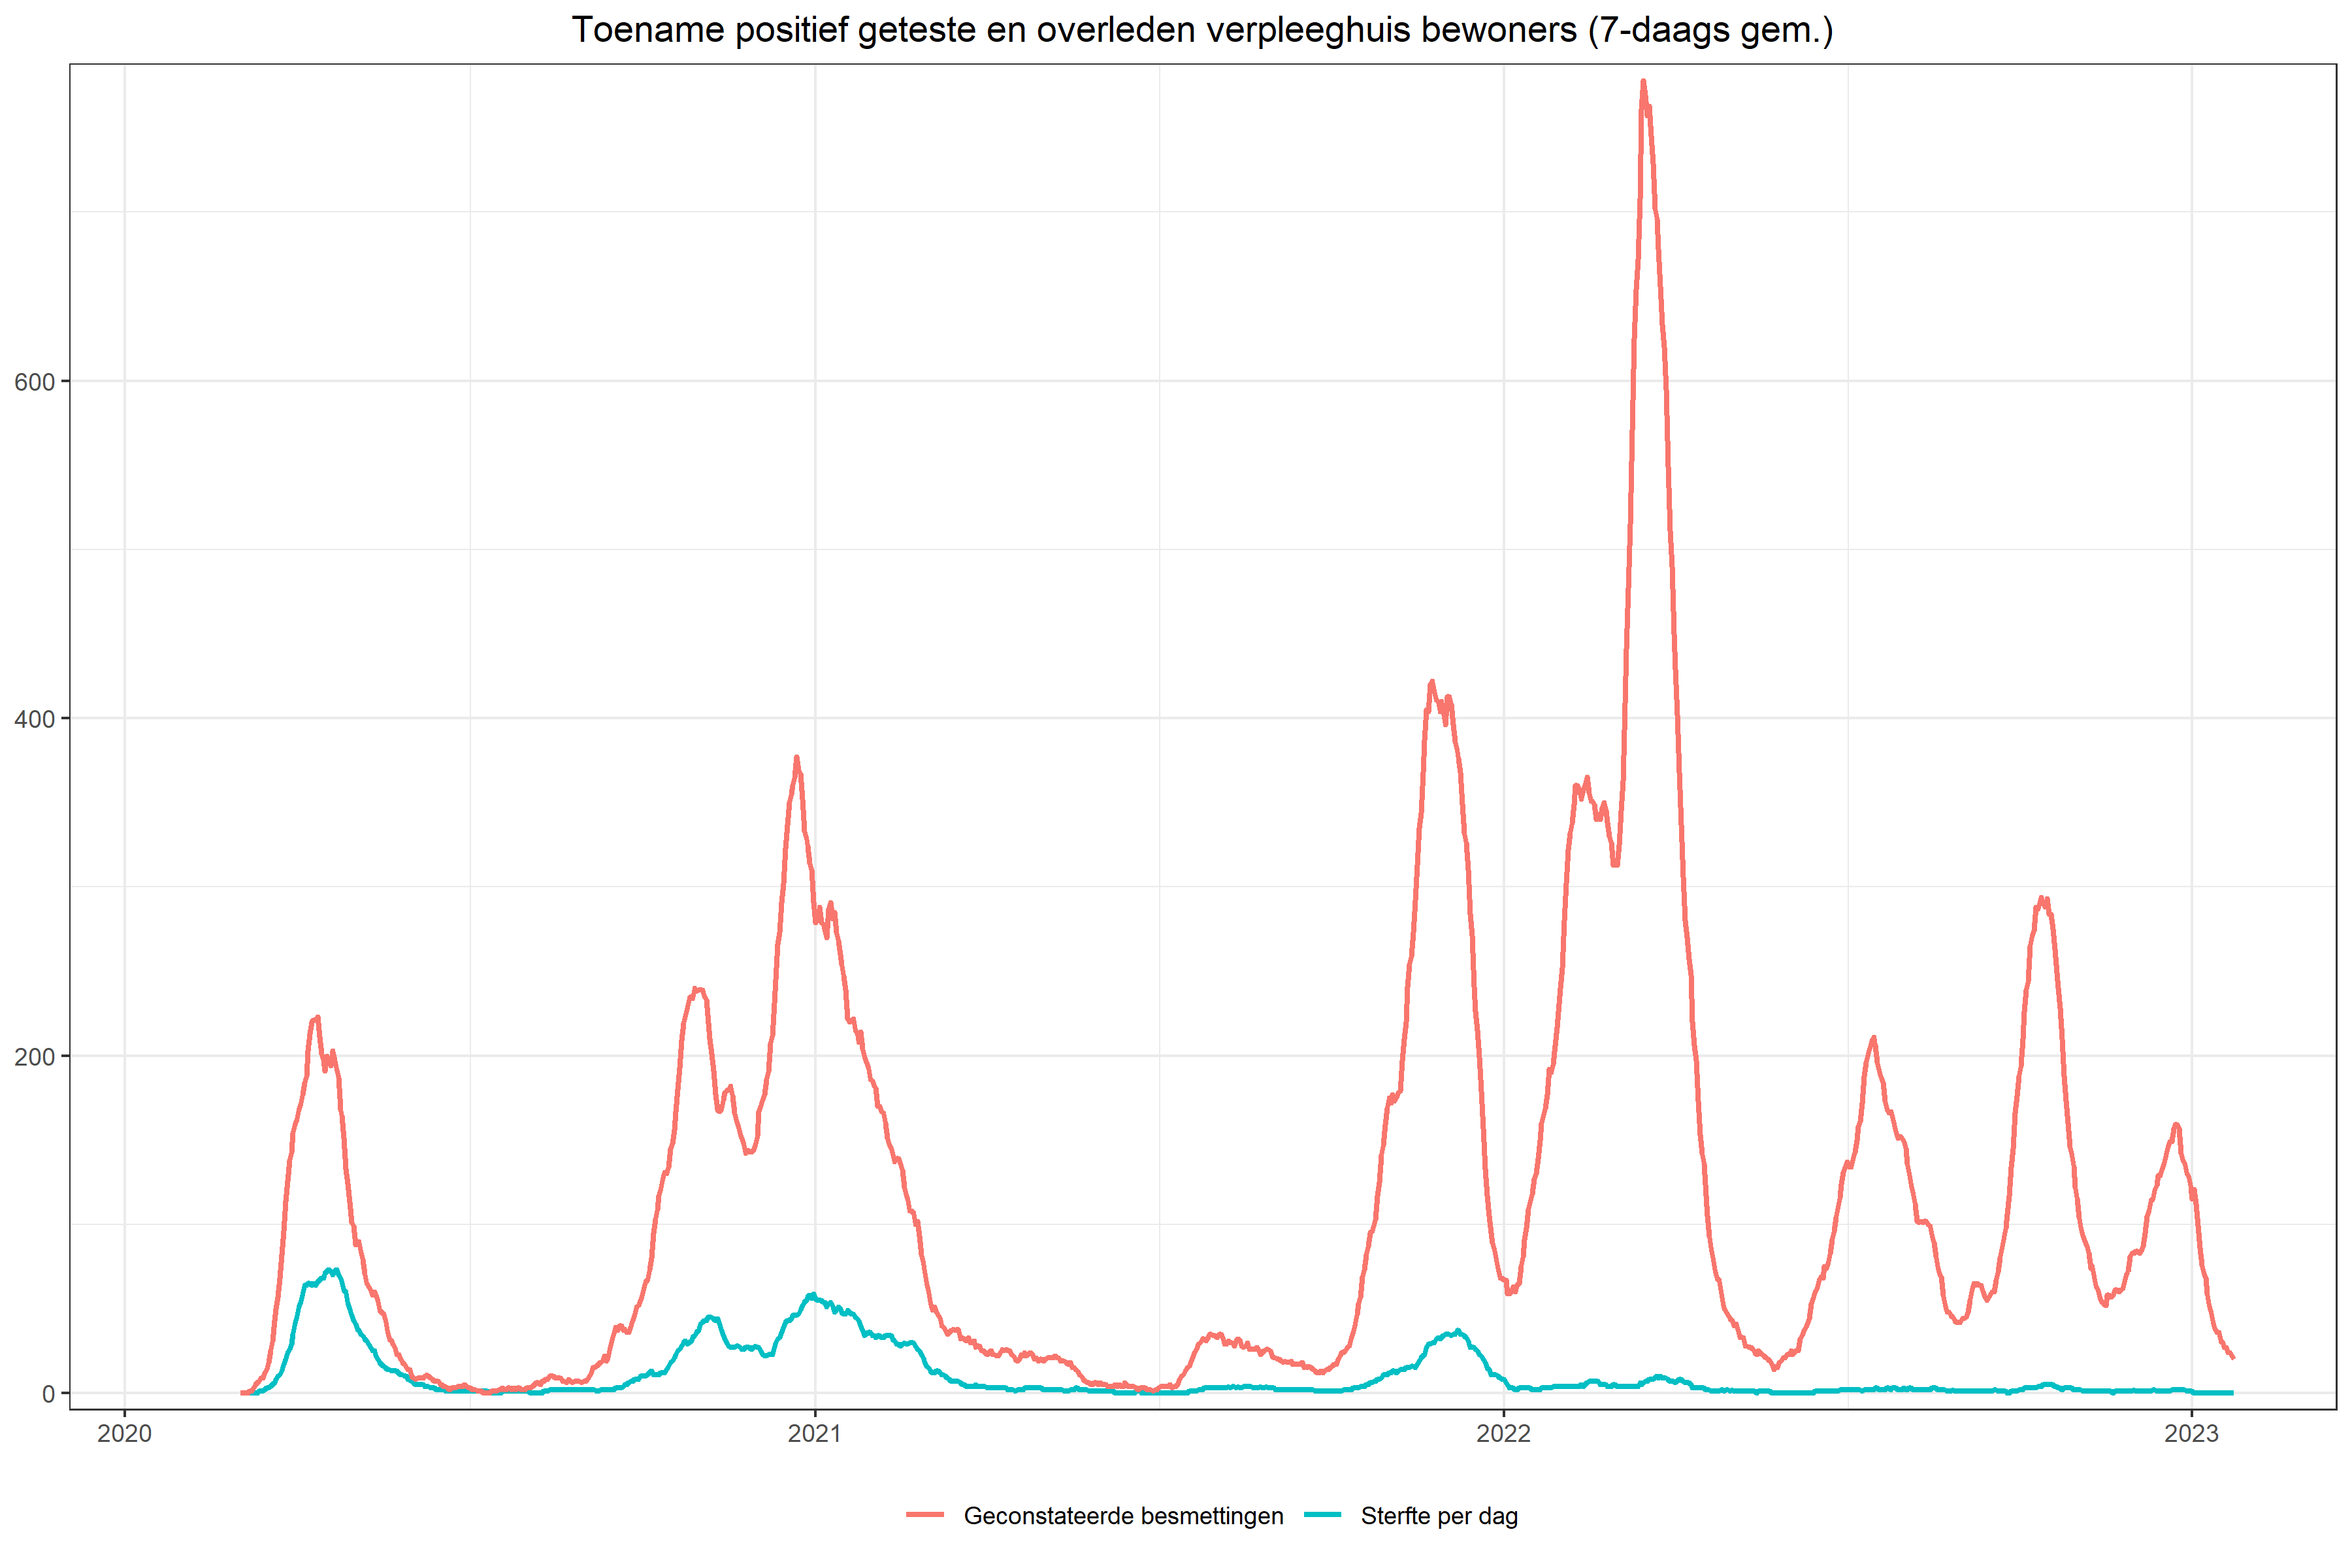 Toename positief geteste en overleden verpleeghuis bewoners (7-daags gem.)
600
400
200
0
2020
2021
2022
2023
Geconstateerde besmettingen
Sterfte per dag